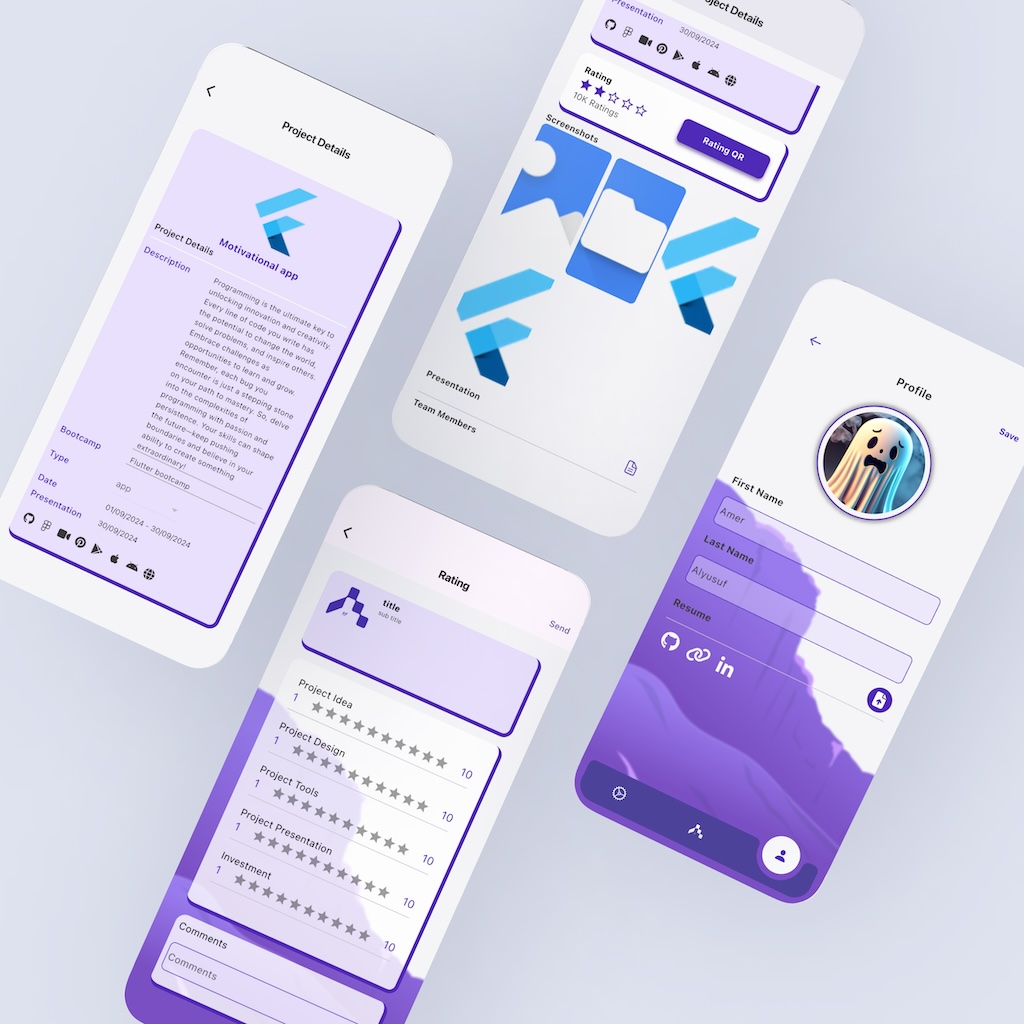 Project Details
Motivational app
Project Details
Description
Programming is the ultimate key to
unlocking innovation and creativity.
Every line of code you write has
the potential to change the world,
solve problems, and inspire others.
Embrace challenges as
opportunities to learn and grow.
Remember, each bug you
encounter is just a stepping stone
on your path to mastery. So, delve
into the complexities of
programming with passion and
persistence. Your skills can shape
the future—keep pushing
boundaries and believe in your
ability to create something
extraordinary!
Bootcamp
Flutter bootcamp
Type
app
Date
01/09/2024 - 30/09/2024
Presentation
30/09/2024
Project Details
Presentation
30/09/2024
Rating
10K Ratings
Rating QR
Screenshots
Presentation
Team Members
Rating
Send
title
sub title
Project Idea
1
10
Project Design
1
10
Project Tools
1
10
Project Presentation
1
10
Investment
1
10
Comments
Comments
Profile
Save
First Name
Amer
Last Name
Alyusuf
Resume
in